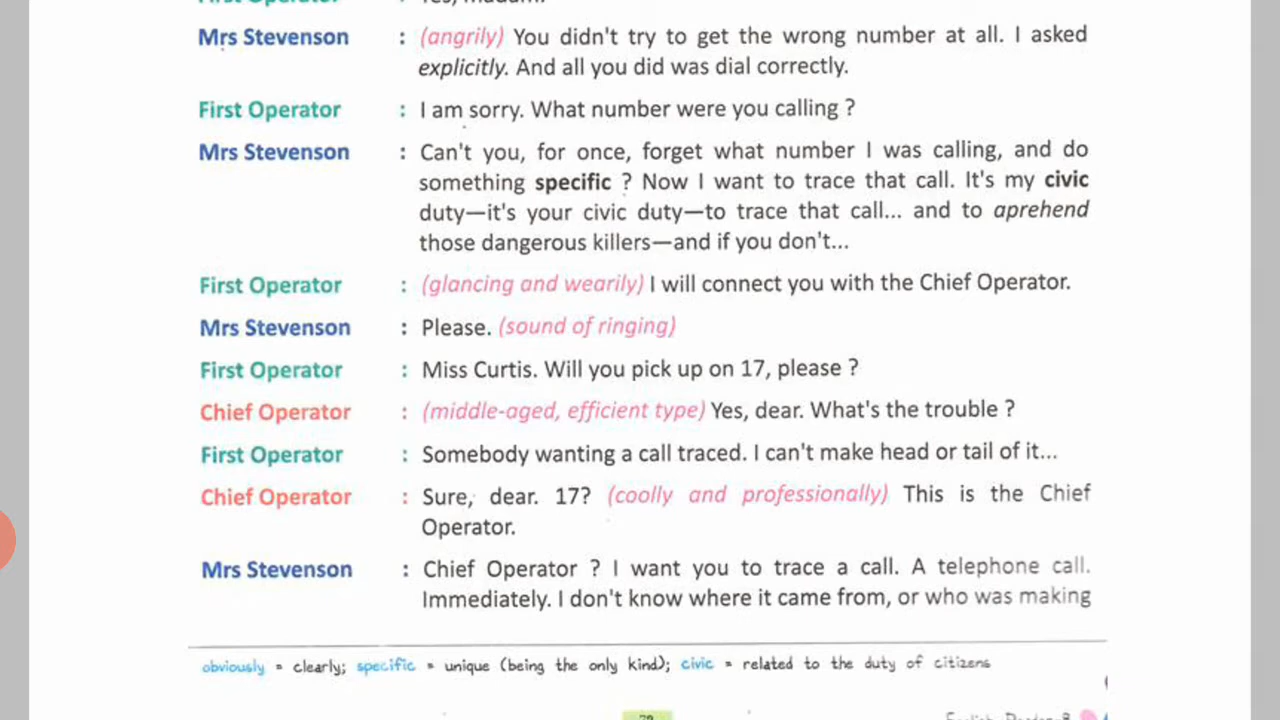 First Operator : Yes, madam.
Mrs Stevenson : (angrily) You didn't try to get the wrong number at all. I asked
explicitly. And all you did was dial correctly.
First Operator : I am sorry. What number were you calling ?
Mrs Stevenson : Can't you, for once, forget what number I was calling, and do
something specific ? Now I want to trace that call. It's my civic
duty—it's your civic duty—to trace that call... and to aprehend
those dangerous killers—and if you don't...
First Operator : (glancing and wearily) I will connect you with the Chief Operator.
Mrs Stevenson : Please. (sound of ringing)
First Operator : Miss Curtis. Will you pick up on 17, please ?
Chief Operator : (middle-aged, efficient type) Yes, dear. What's the trouble ?
First Operator : Somebody wanting a call traced. I can't make head or tail of it...
Chief Operator : Sure, dear. 17? (coolly and professionally) This is the Chief
Operator.
Mrs Stevenson : Chief Operator ? I want you to trace a call. A telephone call.
Immediately. I don't know where it came from, or who was making
obviously = clearly; specific = unique (being the only kind); civic = related to the duty of citizens